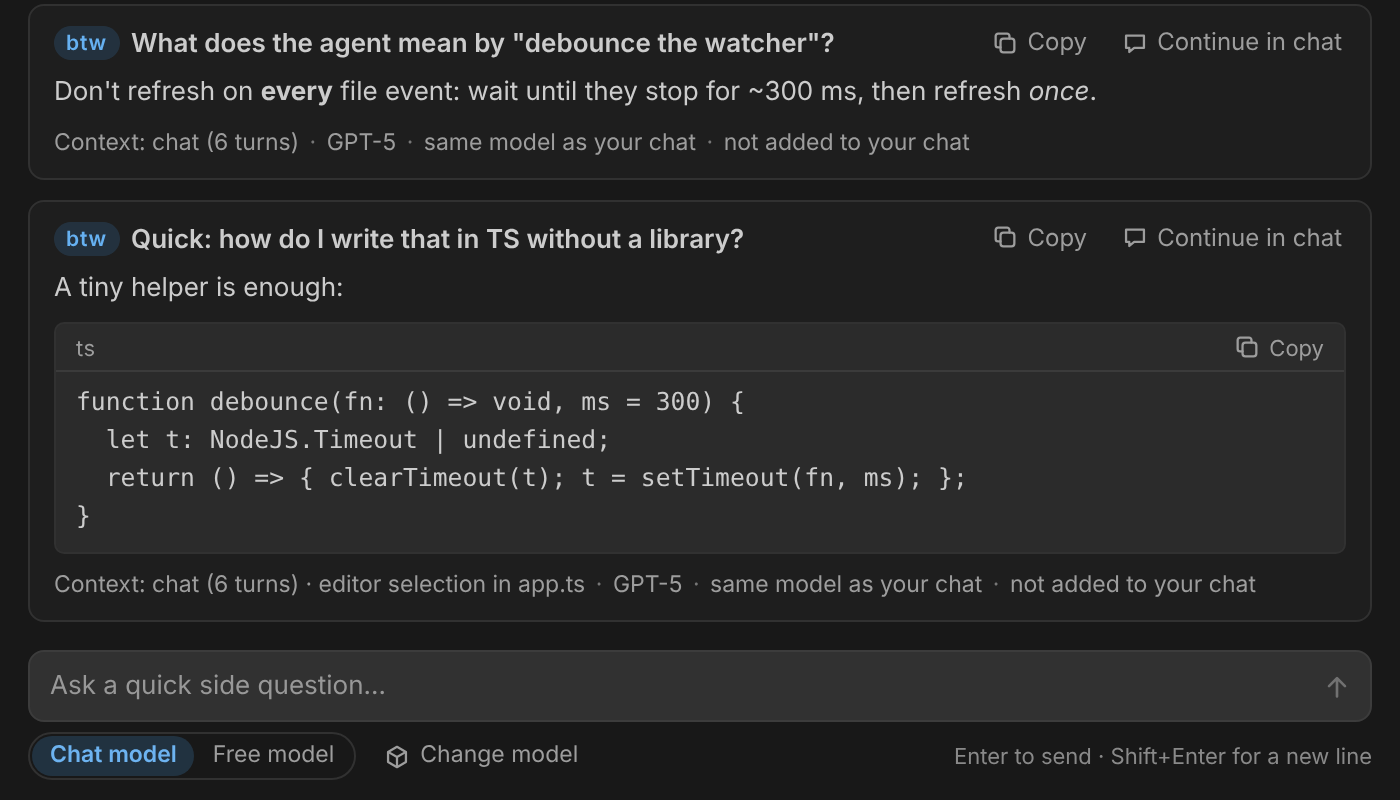 btw What does the agent mean by "debounce the watcher"? Copy Continue in chat
Don't refresh on every file event: wait until they stop for ~300 ms, then refresh once.
Context: chat (6 turns) · GPT-5 · same model as your chat · not added to your chat
btw Quick: how do I write that in TS without a library? Copy Continue in chat
A tiny helper is enough:
ts Copy
function debounce(fn: () => void, ms = 300) {
  let t: NodeJS.Timeout | undefined;
  return () => { clearTimeout(t); t = setTimeout(fn, ms); };
}
Context: chat (6 turns) · editor selection in app.ts · GPT-5 · same model as your chat · not added to your chat
Ask a quick side question...
Chat model Free model Change model Enter to send · Shift+Enter for a new line